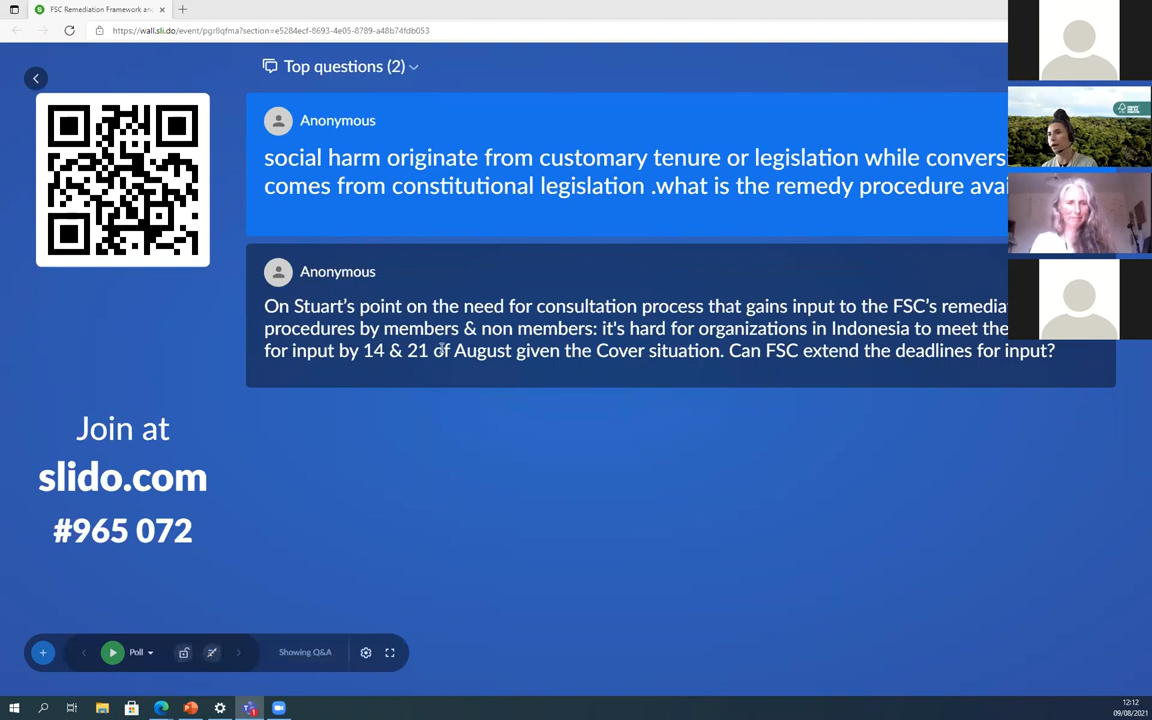 FSC Remediation Framework an
https://wall.sli.do/event/pgr8qfma?section=e5284ecf-8693-4e05-8789-a48b74fdb053
Top questions (2)
Anonymous
social harm originate from customary tenure or legislation while convers
comes from constitutional legislation .what is the remedy procedure avai
Anonymous
On Stuart's point on the need for consultation process that gains input to the FSC's remedia
procedures by members & non members: it's hard for organizations in Indonesia to meet the
for input by 14 & 21 of August given the Cover situation. Can FSC extend the deadlines for input?
Join at
slido.com
#965 072
Poll
Showing Q&A
12:12
09/08/2021